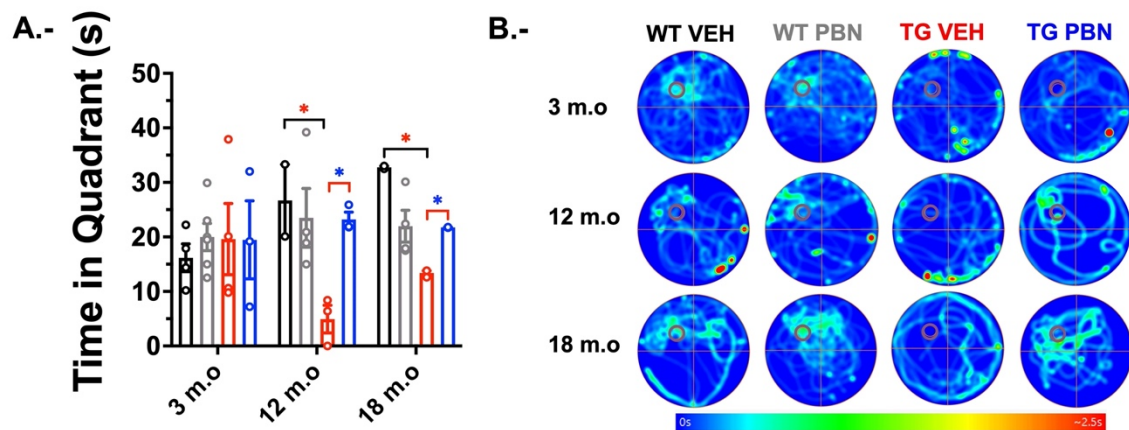 A.-
Time in Quadrant (s)
50
40
30
20
10
0
*
*
*
*
3 m.o
12 m.o
18 m.o
B.-
WT VEH WT PBN TG VEH TG PBN
3 m.o
12 m.o
18 m.o
0s ~2.5s